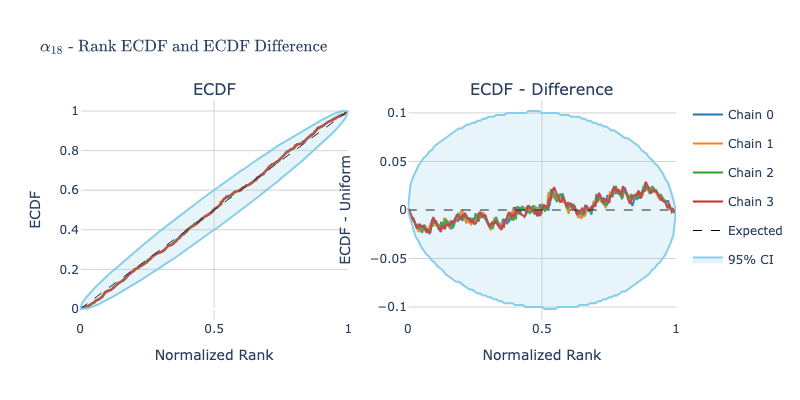 α₁₈ - Rank ECDF and ECDF Difference
ECDF
ECDF - Difference
ECDF
1
0.8
0.6
0.4
0.2
0
0
0.5
1
Normalized Rank
ECDF - Uniform
0.1
0.05
0
−0.05
−0.1
0
0.5
1
Normalized Rank
Chain 0
Chain 1
Chain 2
Chain 3
Expected
95% CI